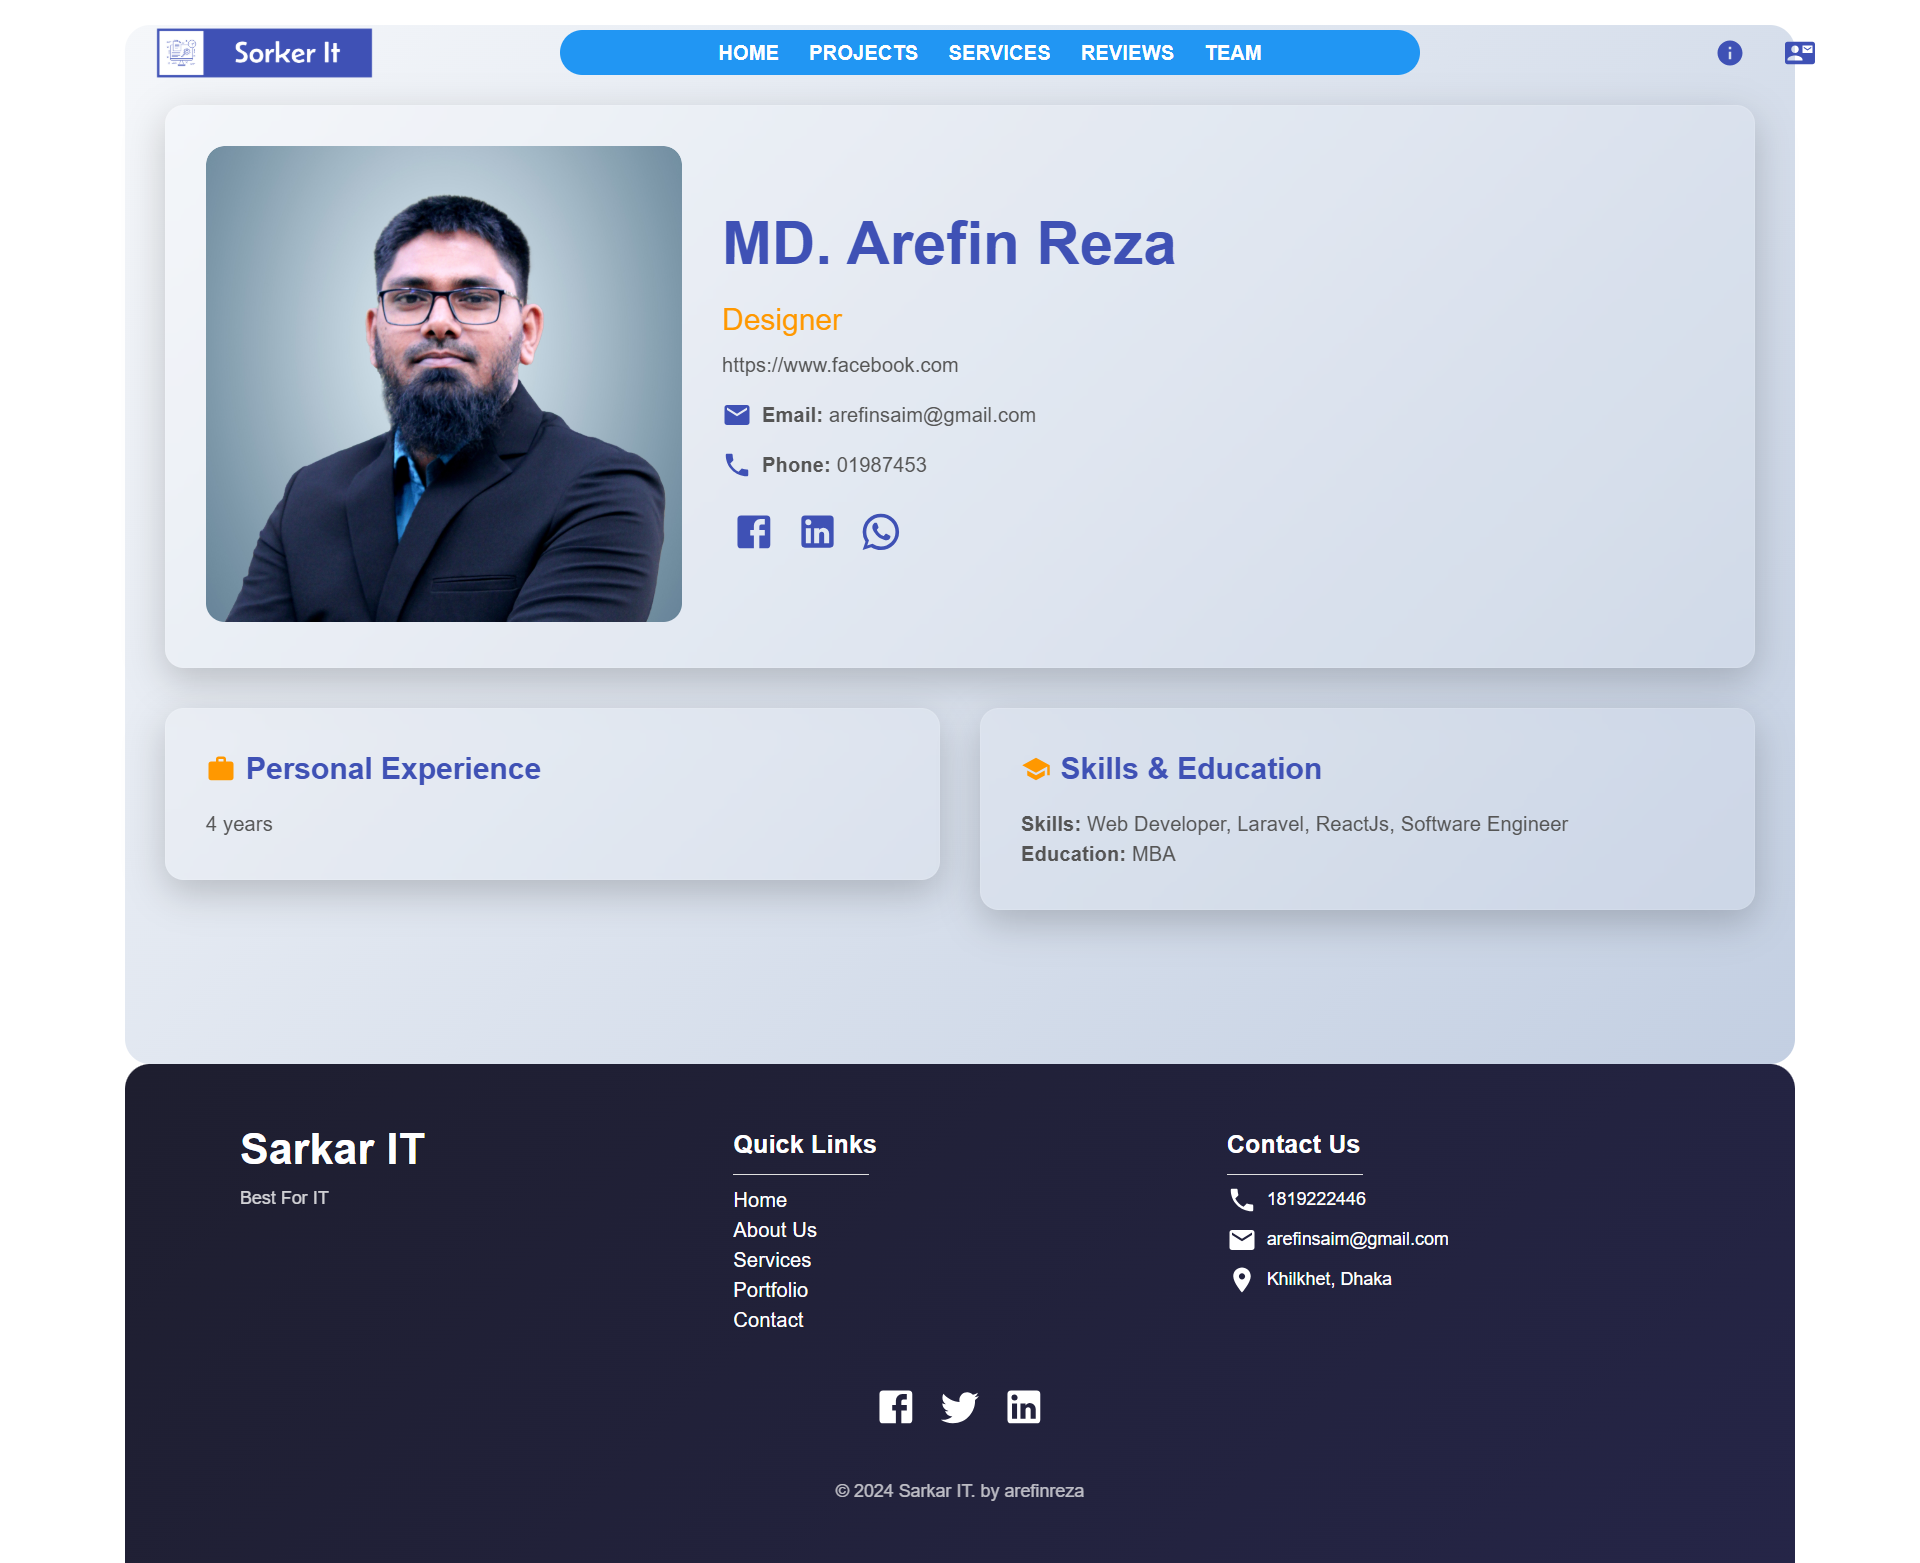 Sorker It
HOME PROJECTS SERVICES REVIEWS TEAM
MD. Arefin Reza
Designer
https://www.facebook.com
Email: arefinsaim@gmail.com
Phone: 01987453
Personal Experience
4 years
Skills & Education
Skills: Web Developer, Laravel, ReactJs, Software Engineer
Education: MBA
Sarkar IT
Best For IT
Quick Links
Home
About Us
Services
Portfolio
Contact
Contact Us
1819222446
arefinsaim@gmail.com
Khilkhet, Dhaka
© 2024 Sarkar IT. by arefinreza